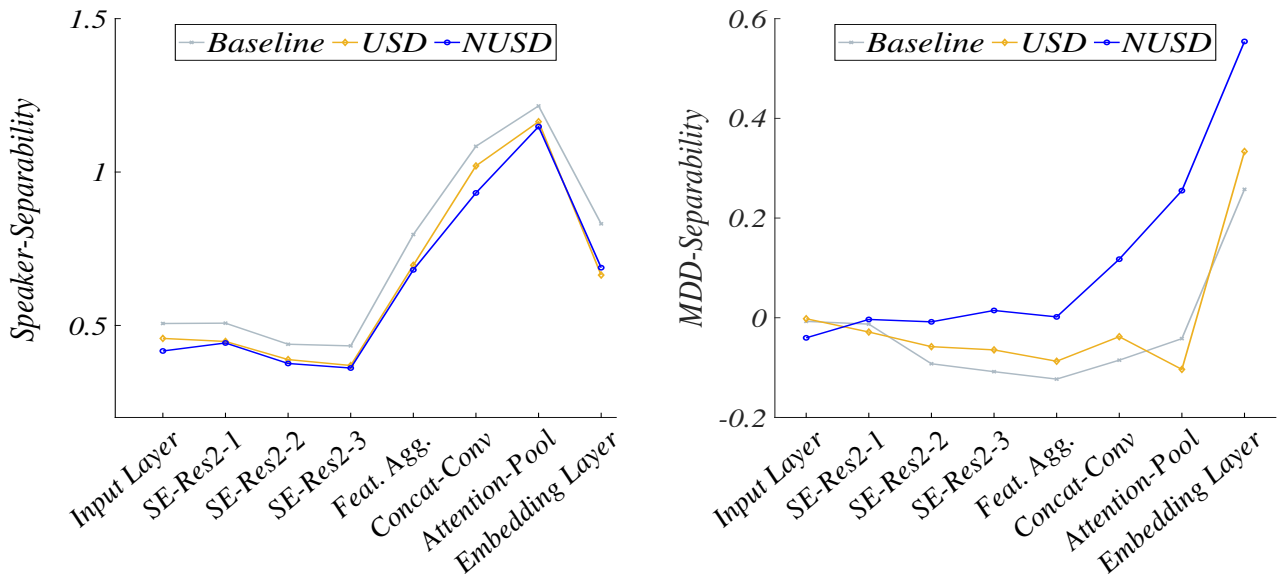 Baseline USD NUSD
Speaker-Separability
1.5
1
0.5
Input Layer
SE-Res2-1
SE-Res2-2
SE-Res2-3
Feat. Agg.
Concat-Conv
Attention-Pool
Embedding Layer
Baseline USD NUSD
MDD-Separability
0.6
0.4
0.2
0
-0.2
Input Layer
SE-Res2-1
SE-Res2-2
SE-Res2-3
Feat. Agg.
Concat-Conv
Attention-Pool
Embedding Layer